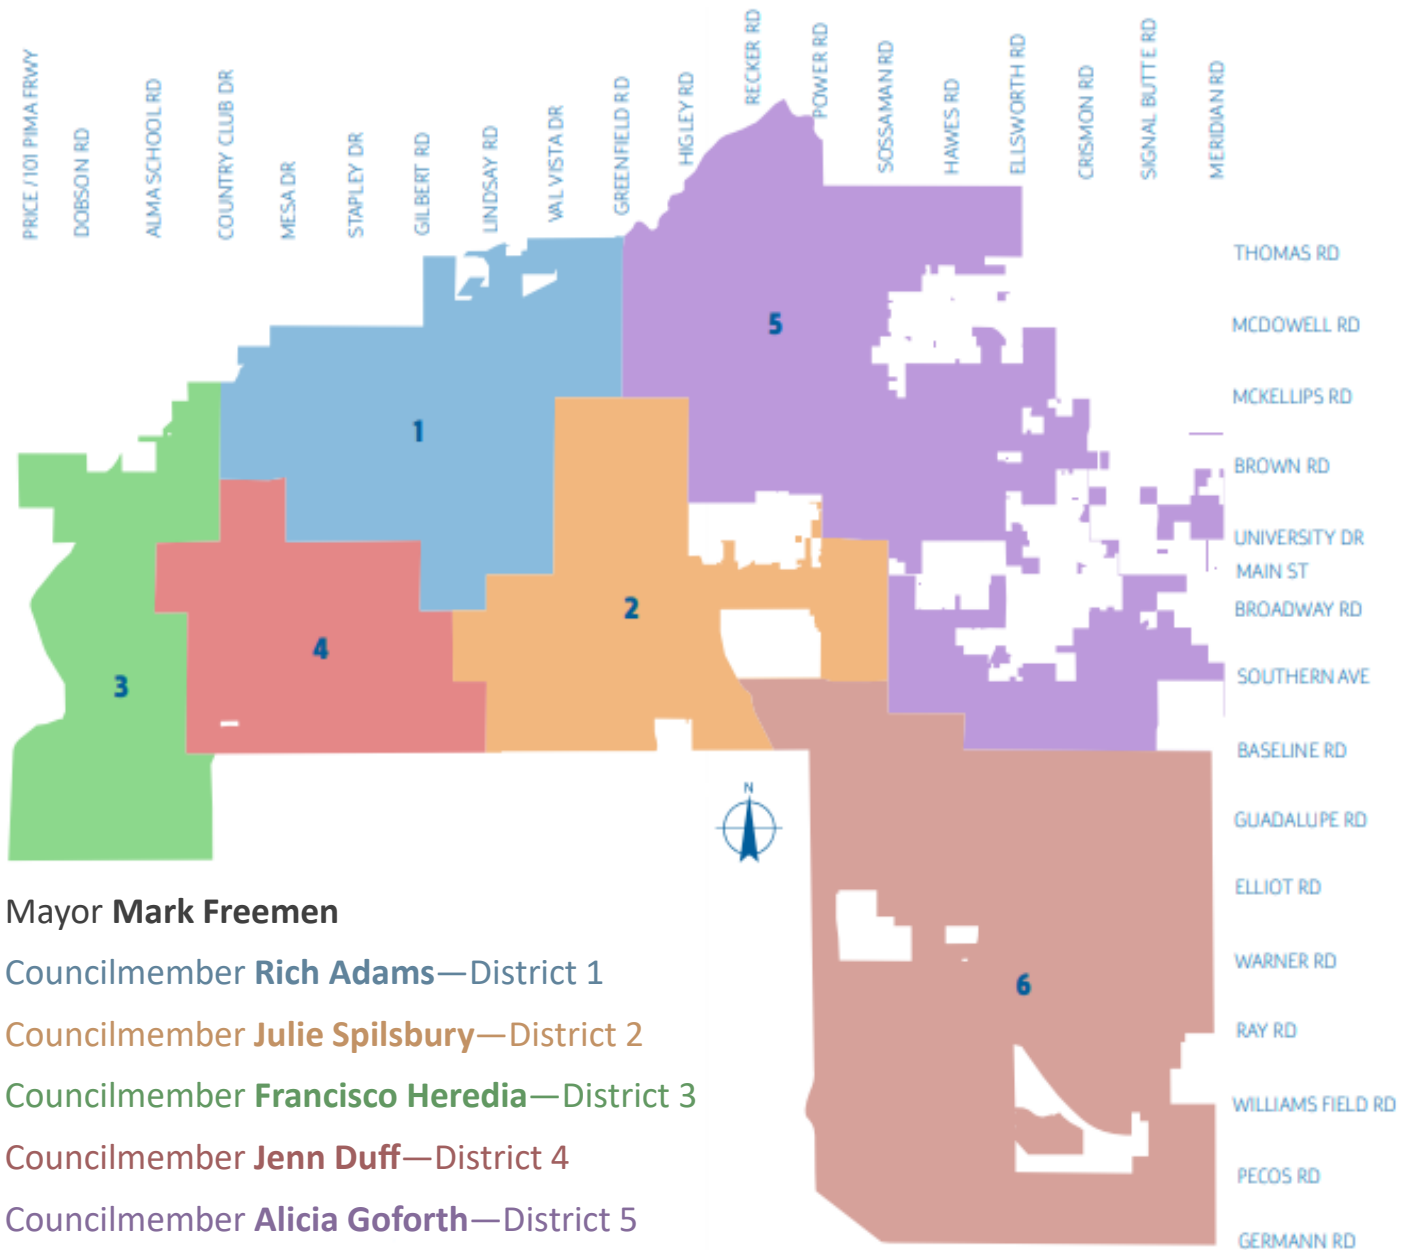 PRICE /101 PIMA FRWY
DOBSON RD
ALMA SCHOOL RD
COUNTRY CLUB DR
MESA DR
STAPLEY DR
GILBERT RD
LINDSAY RD
VAL VISTA DR
GREENFIELD RD
HIGLEY RD
RECKER RD
POWER RD
SOSSAMAN RD
HAWES RD
ELLSWORTH RD
CRISMON RD
SIGNAL BUTTE RD
MERIDIAN RD
THOMAS RD
MCDOWELL RD
MCKELLIPS RD
BROWN RD
UNIVERSITY DR
MAIN ST
BROADWAY RD
SOUTHERN AVE
BASELINE RD
GUADALUPE RD
ELLIOT RD
WARNER RD
RAY RD
WILLIAMS FIELD RD
PECOS RD
GERMANN RD
5
1
2
4
3
6
N
Mayor Mark Freemen
Councilmember Rich Adams—District 1
Councilmember Julie Spilsbury—District 2
Councilmember Francisco Heredia—District 3
Councilmember Jenn Duff—District 4
Councilmember Alicia Goforth—District 5